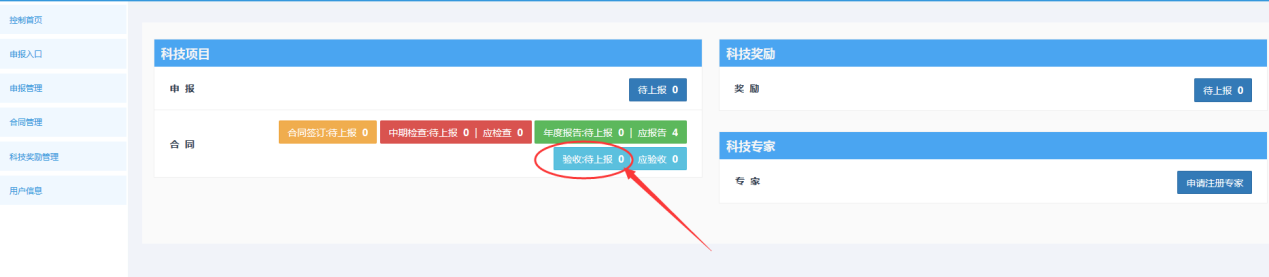 控制首页
申报入口
申报管理
合同管理
科技奖励管理
用户信息
科技项目
申 报
待上报 0
合 同
合同签订:待上报 0
中期检查:待上报 0 | 应检查 0
年度报告:待上报 0 | 应报告 4
验收:待上报 0 应验收 0
科技奖励
奖 励
待上报 0
科技专家
专 家
申请注册专家